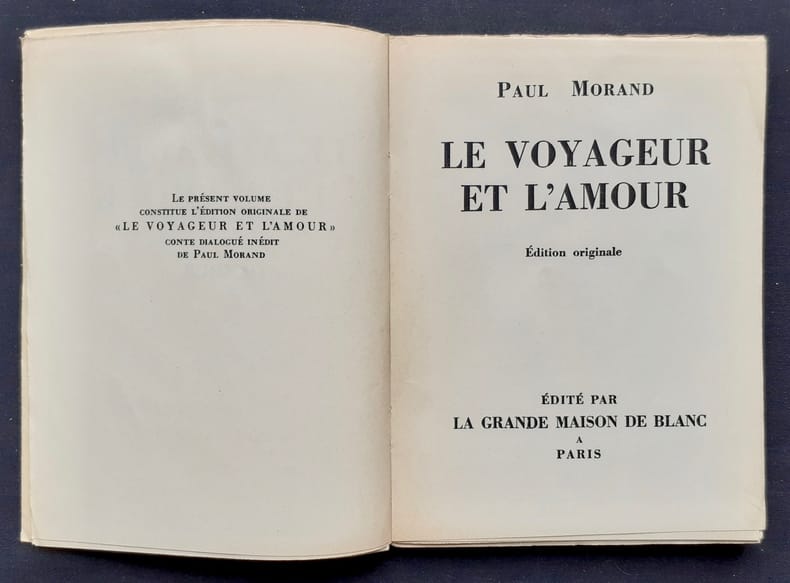 LE PRÉSENT VOLUME
CONSTITUE L'ÉDITION ORIGINALE DE
«LE VOYAGEUR ET L'AMOUR»
CONTE DIALOGUÉ INÉDIT
DE PAUL MORAND
PAUL MORAND
LE VOYAGEUR
ET L'AMOUR
Édition originale
ÉDITÉ PAR
LA GRANDE MAISON DE BLANC
A
PARIS